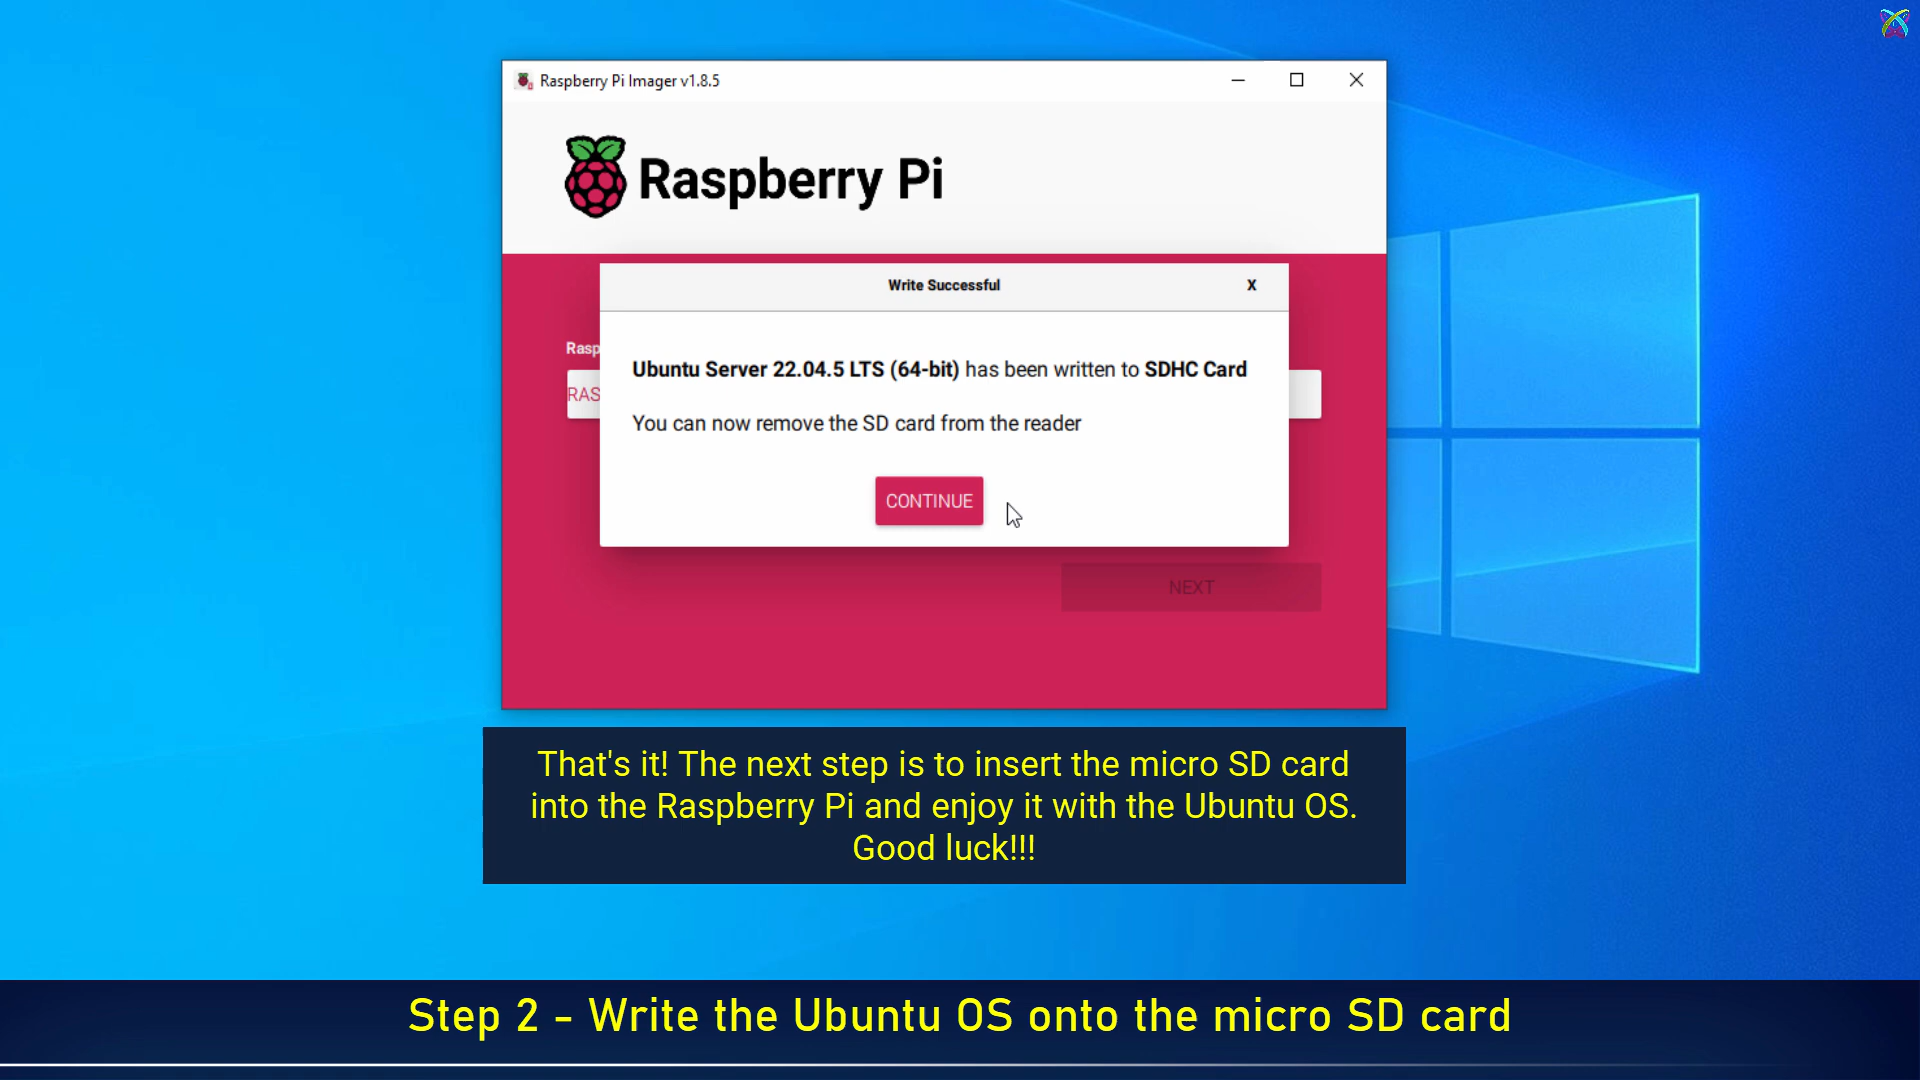 Raspberry Pi Imager v1.8.5
Raspberry Pi
Write Successful
X
Rasp
RAS
Ubuntu Server 22.04.5 LTS (64-bit) has been written to SDHC Card
You can now remove the SD card from the reader
CONTINUE
NEXT
That's it! The next step is to insert the micro SD card
into the Raspberry Pi and enjoy it with the Ubuntu OS.
Good luck!!!
Step 2 - Write the Ubuntu OS onto the micro SD card